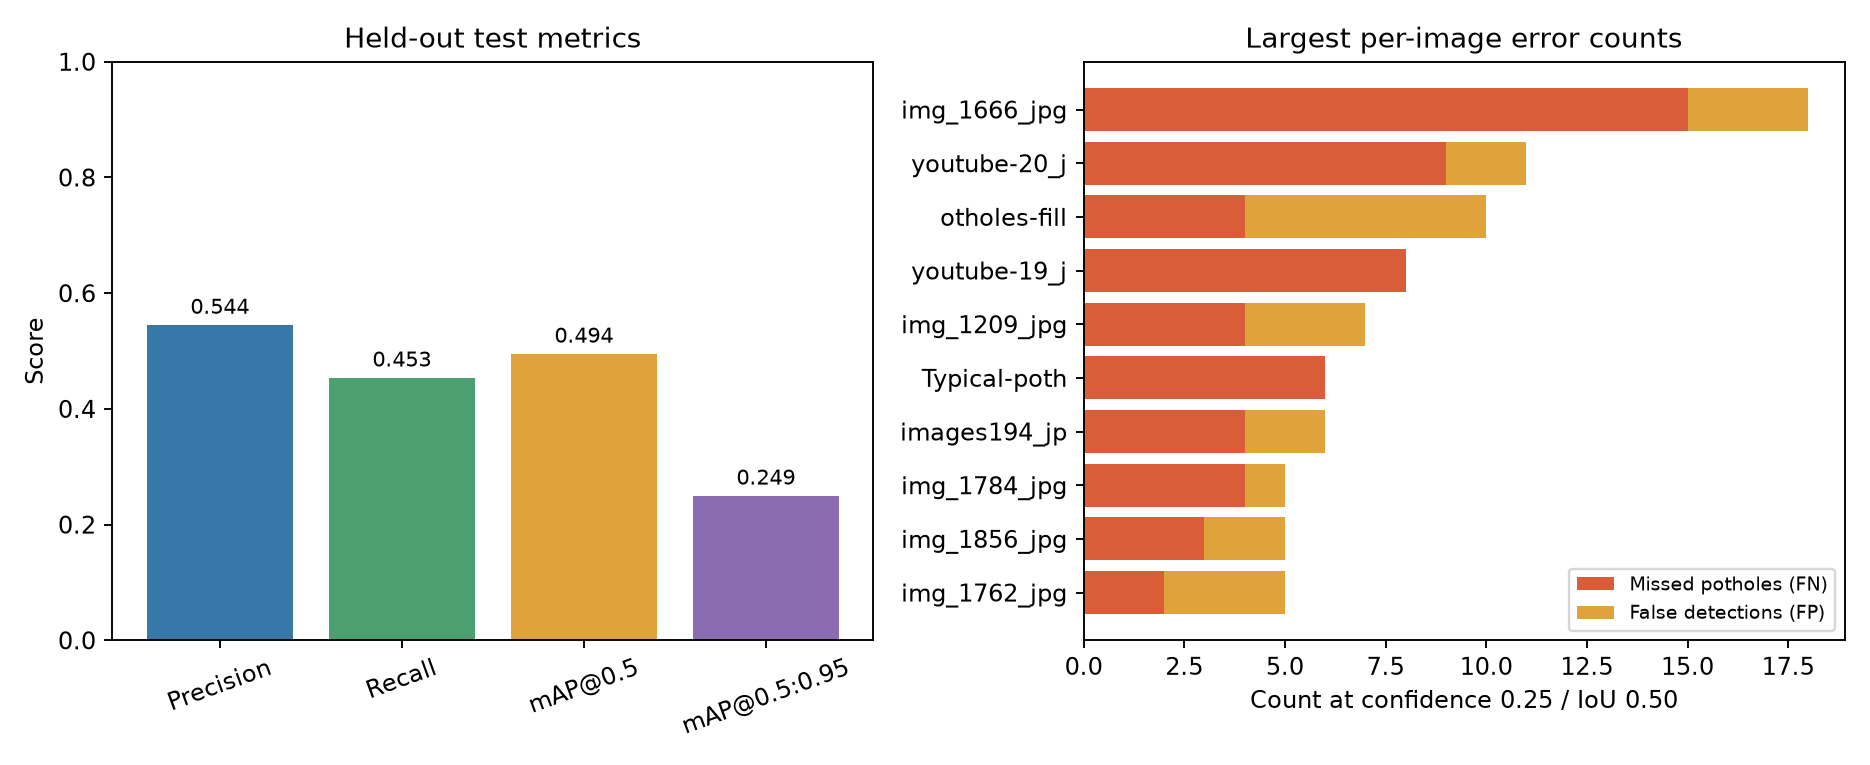 Held-out test metrics
Score
1.0
0.8
0.6
0.4
0.2
0.0
0.544
0.453
0.494
0.249
Precision
Recall
mAP@0.5
mAP@0.5:0.95
Largest per-image error counts
img_1666_jpg
youtube-20_j
otholes-fill
youtube-19_j
img_1209_jpg
Typical-poth
images194_jp
img_1784_jpg
img_1856_jpg
img_1762_jpg
Missed potholes (FN)
False detections (FP)
0.0 2.5 5.0 7.5 10.0 12.5 15.0 17.5
Count at confidence 0.25 / IoU 0.50